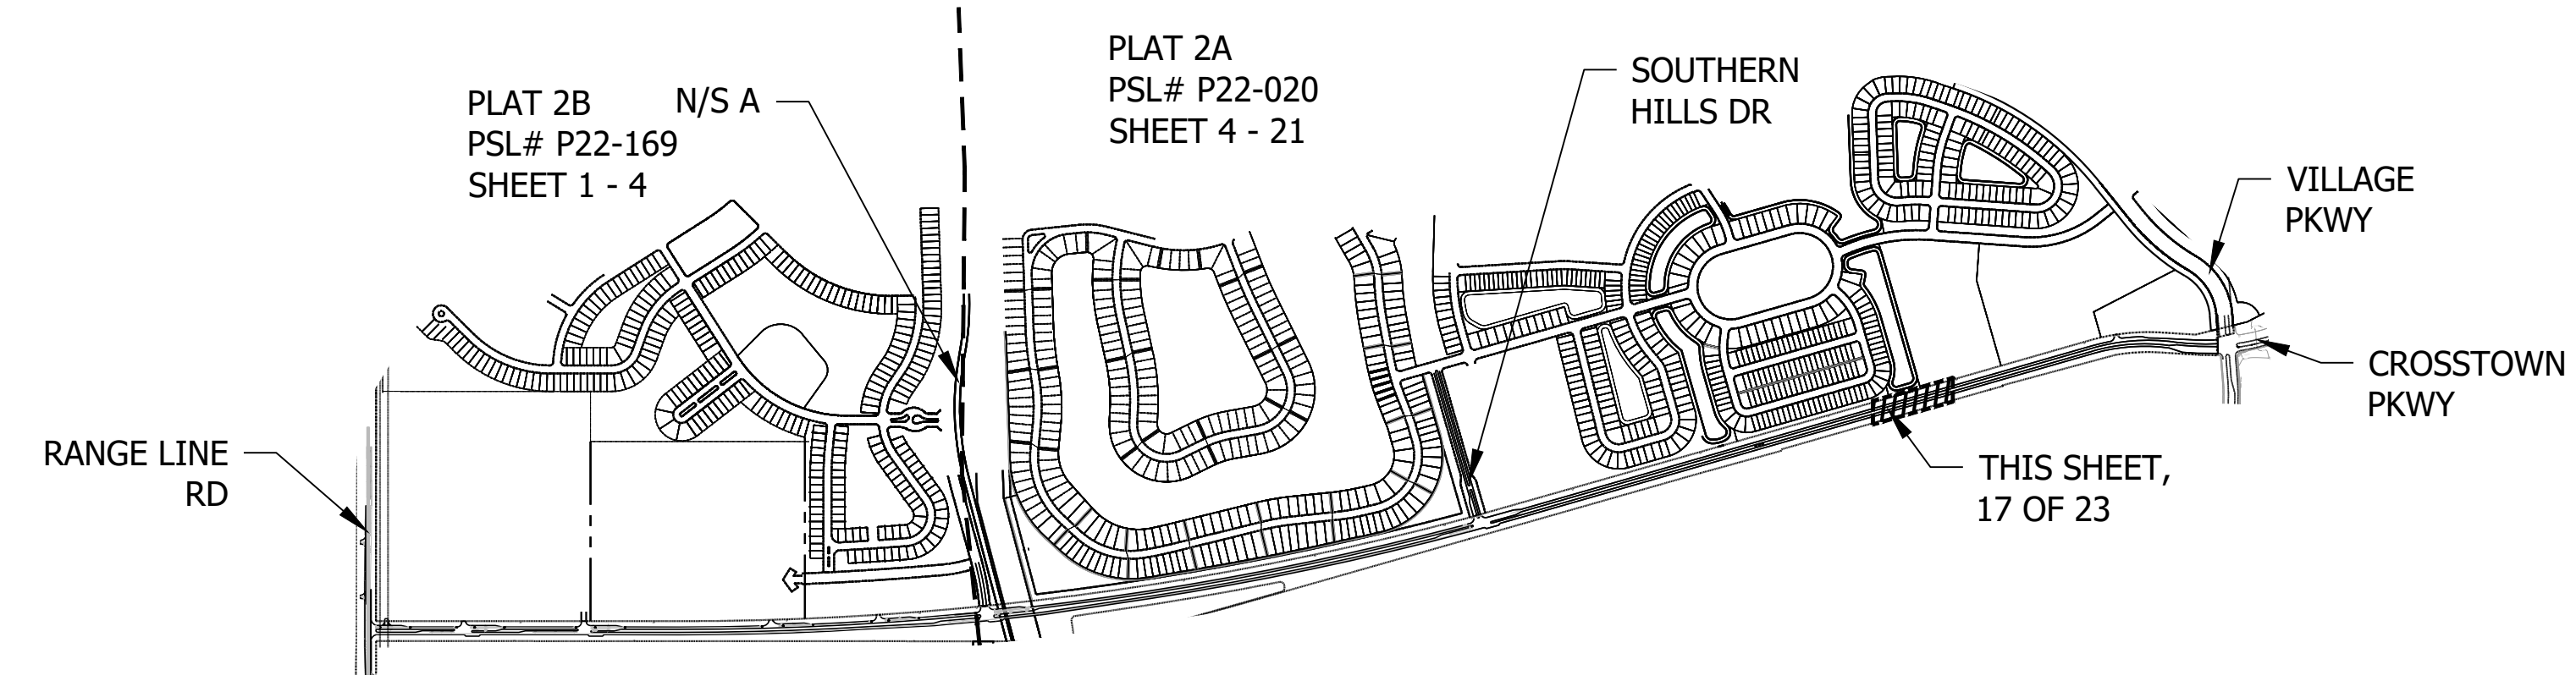 PLAT 2A
PSL# P22-020
SHEET 4 - 21
PLAT 2B
PSL# P22-169
SHEET 1 - 4
N/S A
SOUTHERN
HILLS DR
VILLAGE
PKWY
CROSSTOWN
PKWY
RANGE LINE
RD
THIS SHEET,
17 OF 23